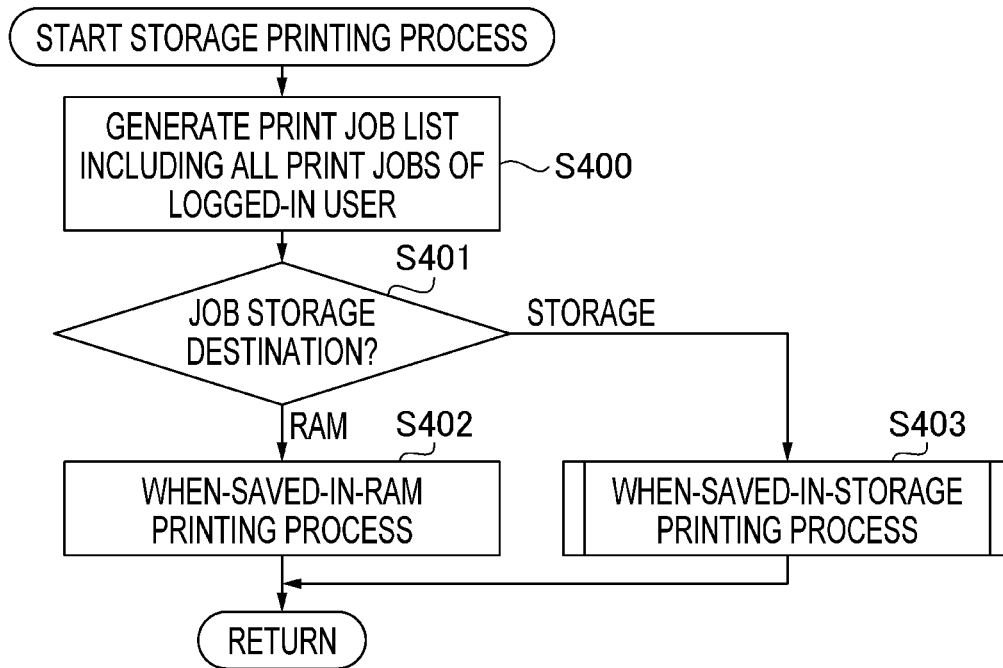 START STORAGE PRINTING PROCESS
GENERATE PRINT JOB LIST
INCLUDING ALL PRINT JOBS OF
LOGGED-IN USER
S400
S401
JOB STORAGE
DESTINATION?
STORAGE
RAM
S402
WHEN-SAVED-IN-RAM
PRINTING PROCESS
S403
WHEN-SAVED-IN-STORAGE
PRINTING PROCESS
RETURN